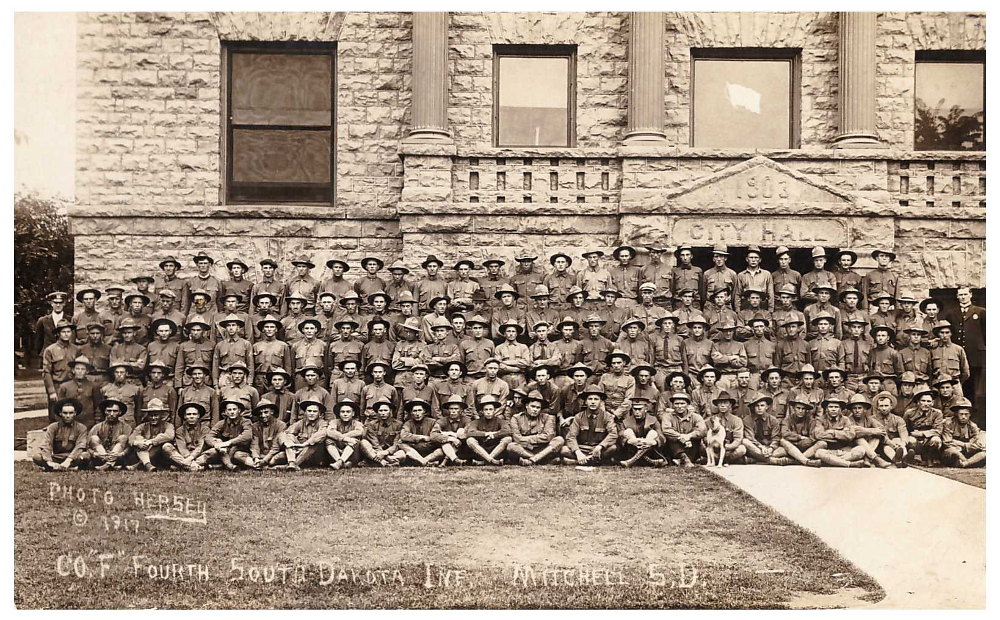 1903
CITY HALL
PHOTO HERSEY
© 1917
CO. "F" FOURTH SOUTH DAKOTA INF. MITCHELL S.D.